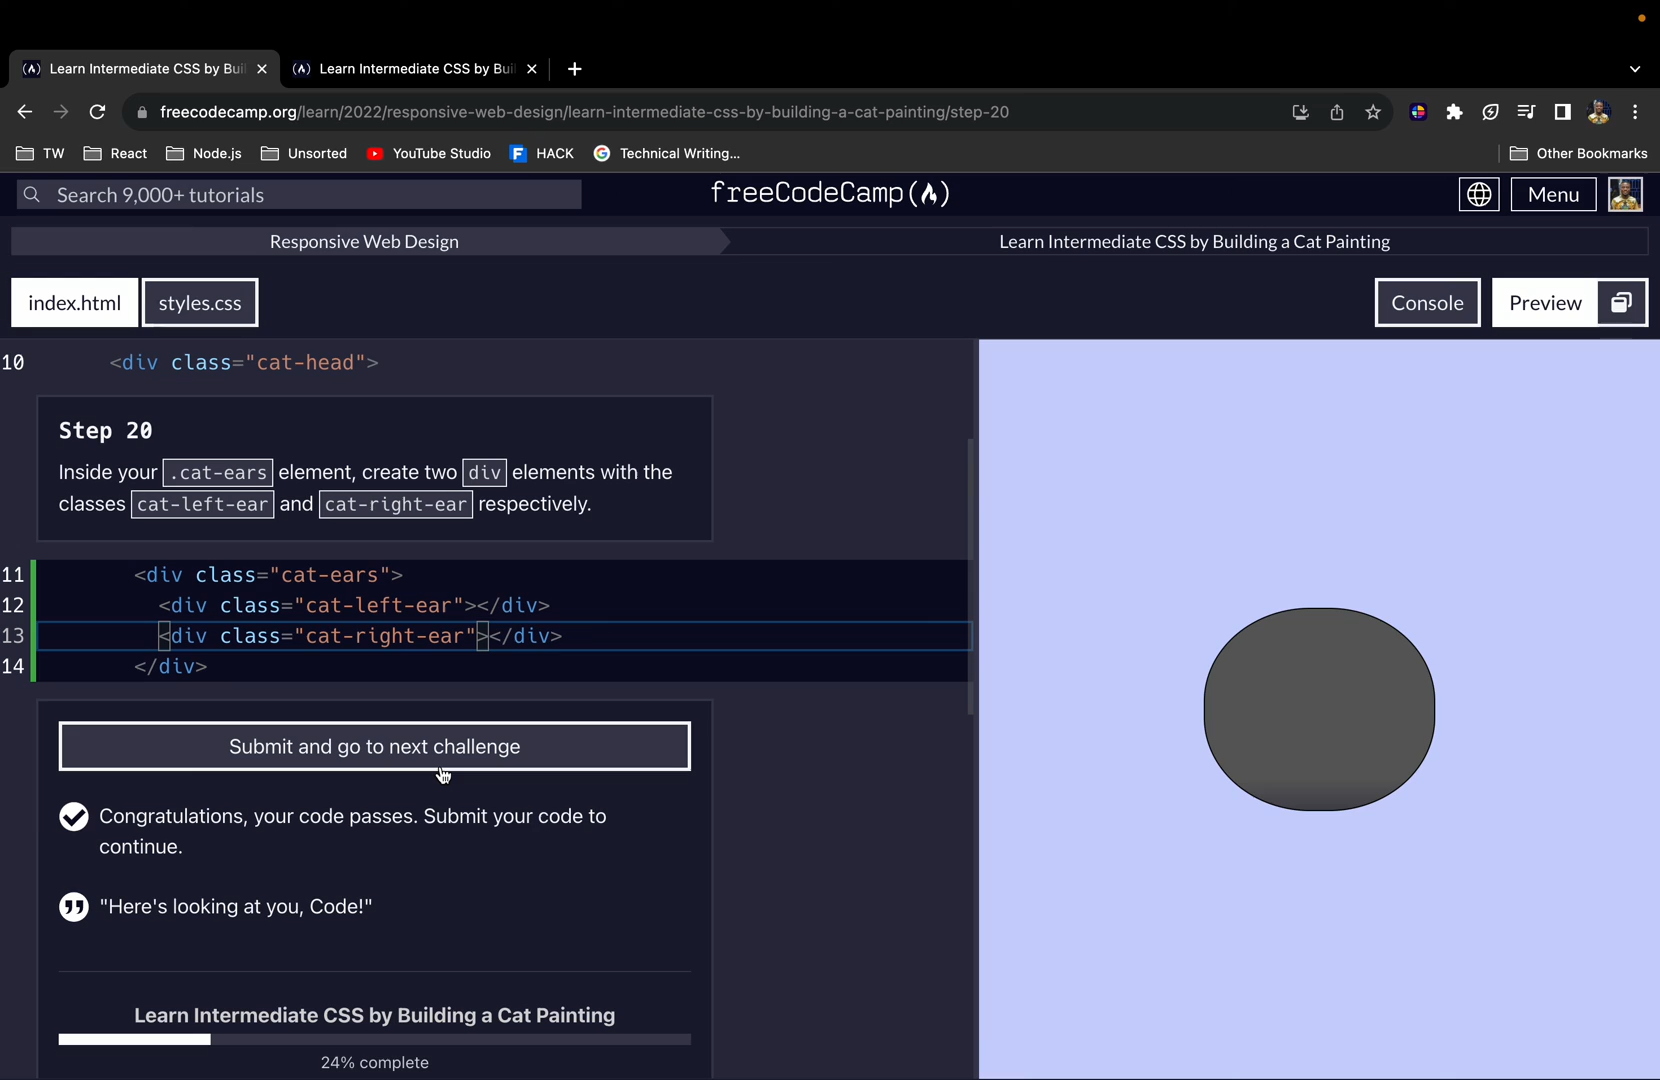 Learn Intermediate CSS by Bui
Learn Intermediate CSS by Bui
freecodecamp.org/learn/2022/responsive-web-design/learn-intermediate-css-by-building-a-cat-painting/step-20
TW
React
Node.js
Unsorted
YouTube Studio
HACK
Technical Writing...
Other Bookmarks
Search 9,000+ tutorials
freeCodeCamp
Menu
Responsive Web Design
Learn Intermediate CSS by Building a Cat Painting
index.html
styles.css
Console
Preview
10 <div class="cat-head">
Step 20
Inside your .cat-ears element, create two div elements with the
classes cat-left-ear and cat-right-ear respectively.
11 <div class="cat-ears">
12 <div class="cat-left-ear"></div>
13 <div class="cat-right-ear"></div>
14 </div>
Submit and go to next challenge
Congratulations, your code passes. Submit your code to
continue.
"Here's looking at you, Code!"
Learn Intermediate CSS by Building a Cat Painting
24% complete